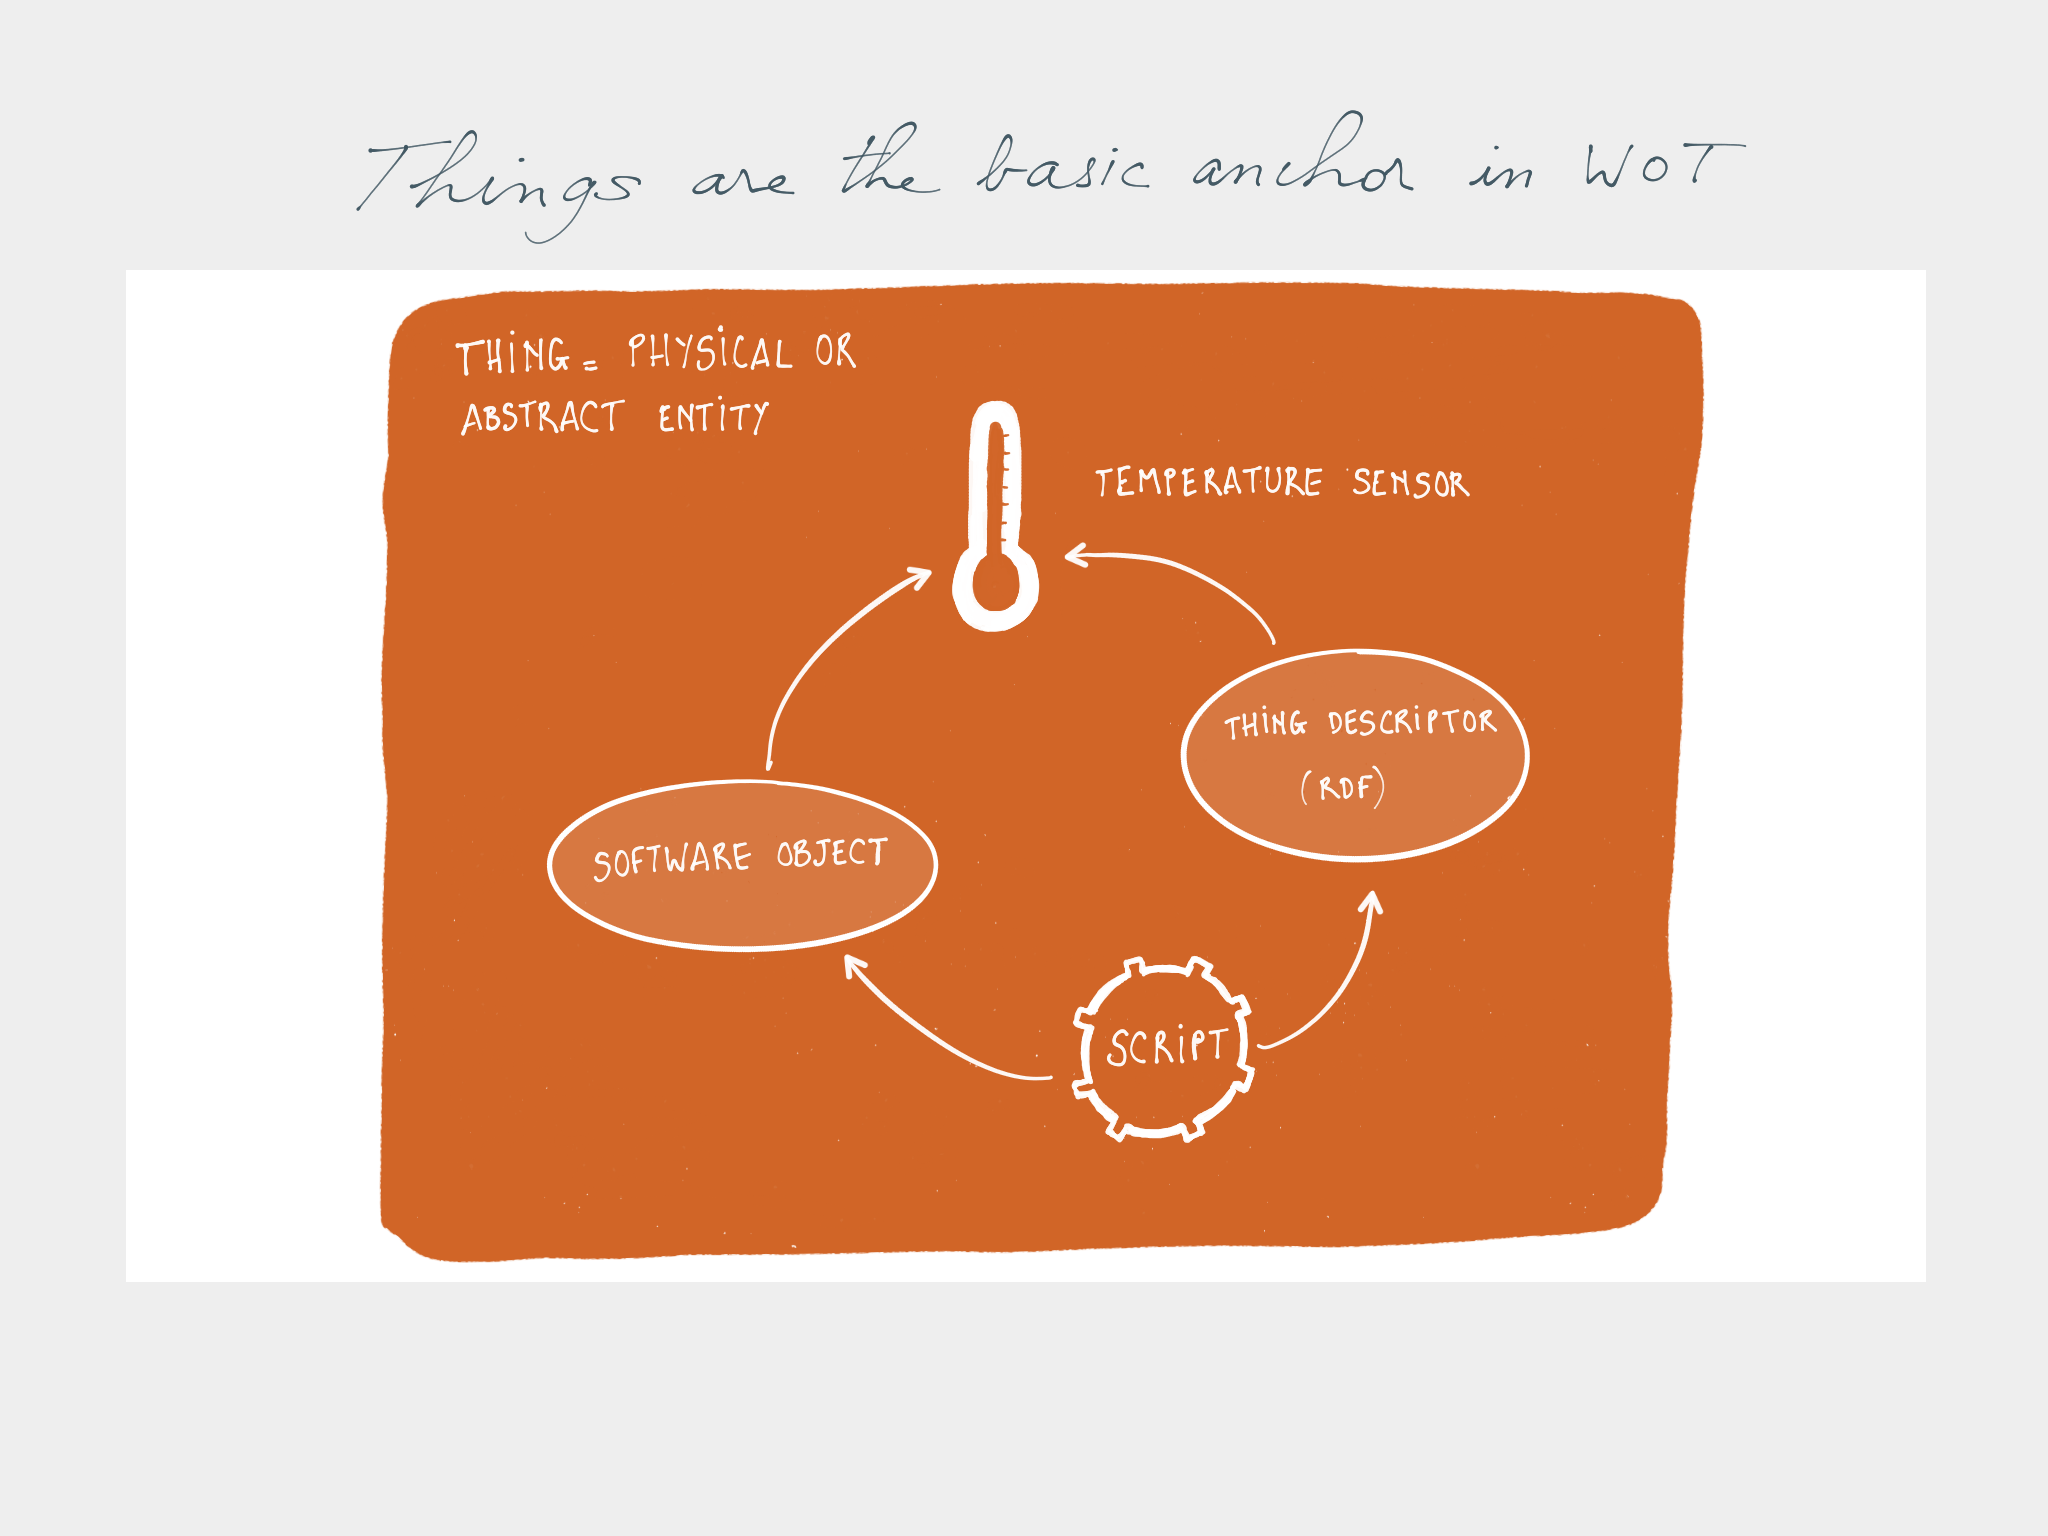 Things are the basic anchor in WOT
THING = PHYSICAL OR
ABSTRACT ENTITY
TEMPERATURE SENSOR
THING DESCRIPTOR
(RDF)
SOFTWARE OBJECT
SCRIPT